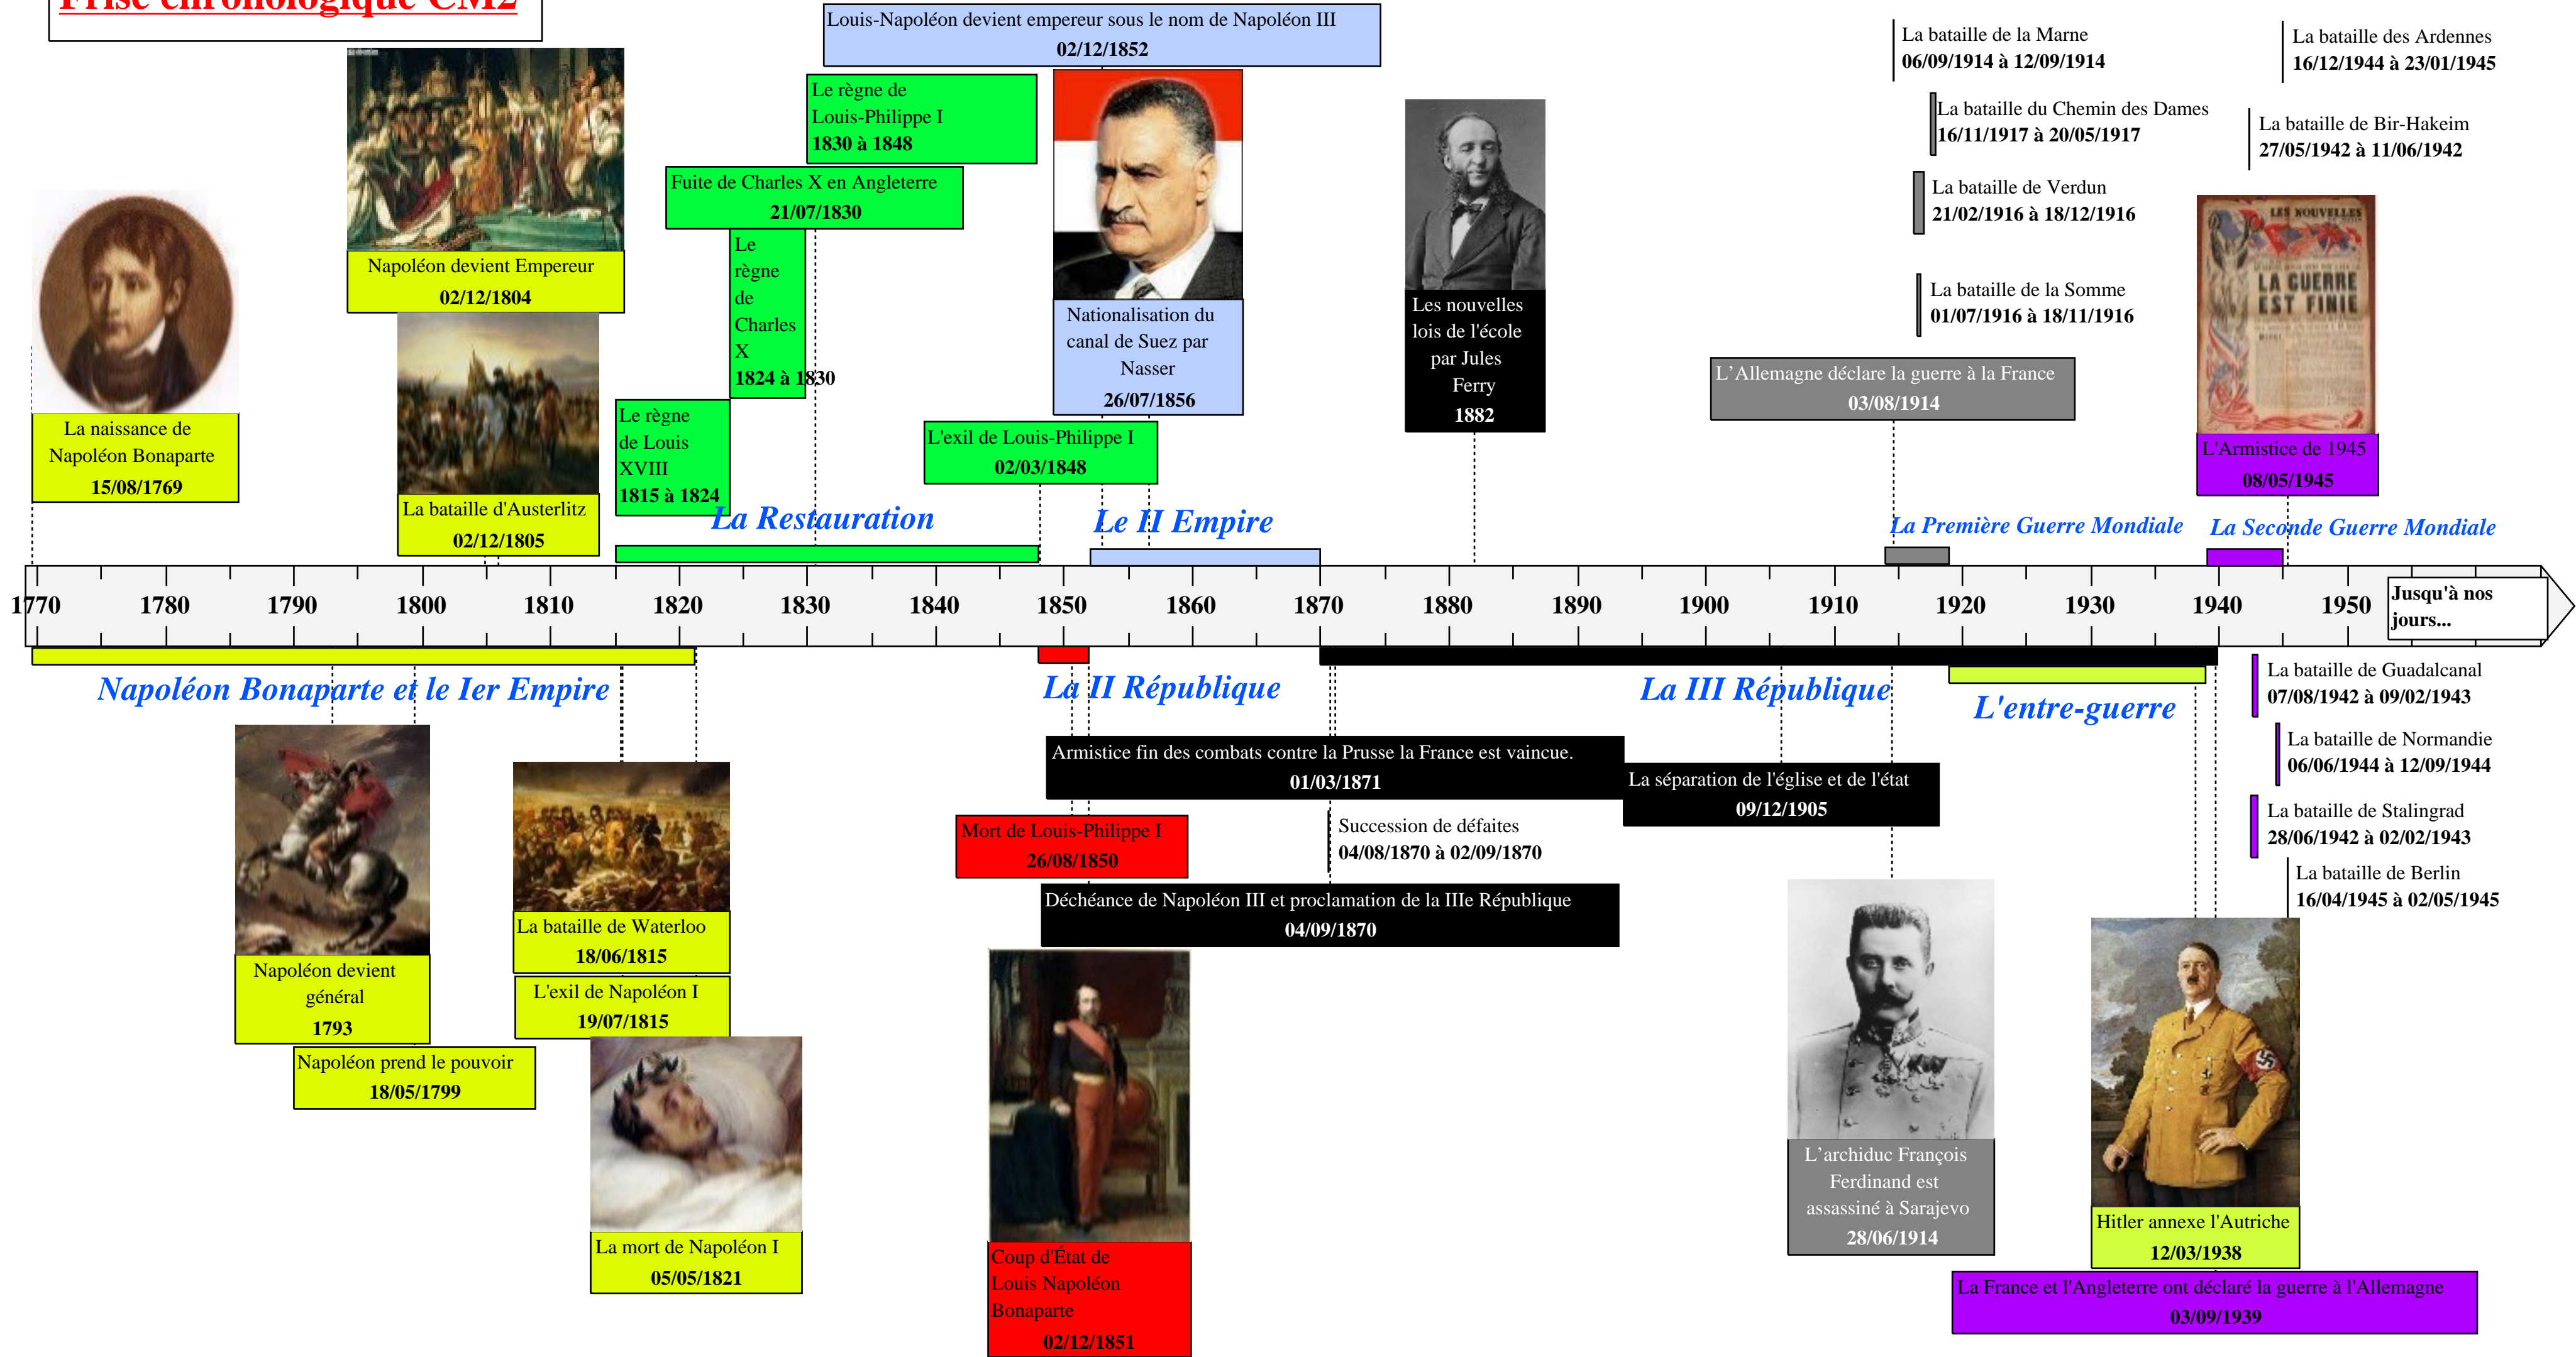 Frise chronologique CM2
Louis-Napoléon devient empereur sous le nom de Napoléon III
02/12/1852
Le règne de
Louis-Philippe I
1830 à 1848
Fuite de Charles X en Angleterre
21/07/1830
Le
règne
de
Charles
X
1824 à 1830
Le règne
de Louis
XVIII
1815 à 1824
Napoléon devient Empereur
02/12/1804
La bataille d'Austerlitz
02/12/1805
La naissance de
Napoléon Bonaparte
15/08/1769
Nationalisation du
canal de Suez par
Nasser
26/07/1856
L'exil de Louis-Philippe I
02/03/1848
Les nouvelles
lois de l'école
par Jules
Ferry
1882
La bataille de la Marne
06/09/1914 à 12/09/1914
La bataille du Chemin des Dames
16/11/1917 à 20/05/1917
La bataille de Verdun
21/02/1916 à 18/12/1916
La bataille de la Somme
01/07/1916 à 18/11/1916
L'Allemagne déclare la guerre à la France
03/08/1914
La bataille des Ardennes
16/12/1944 à 23/01/1945
La bataille de Bir-Hakeim
27/05/1942 à 11/06/1942
LES NOUVELLES
LA GUERRE
EST FINIE
L'Armistice de 1945
08/05/1945
La Restauration
Le II Empire
La Première Guerre Mondiale
La Seconde Guerre Mondiale
1770 1780 1790 1800 1810 1820 1830 1840 1850 1860 1870 1880 1890 1900 1910 1920 1930 1940 1950
Jusqu'à nos
jours...
Napoléon Bonaparte et le Ier Empire
La II République
La III République
L'entre-guerre
Napoléon devient
général
1793
Napoléon prend le pouvoir
18/05/1799
La bataille de Waterloo
18/06/1815
L'exil de Napoléon I
19/07/1815
La mort de Napoléon I
05/05/1821
Armistice fin des combats contre la Prusse la France est vaincue.
01/03/1871
Mort de Louis-Philippe I
26/08/1850
Succession de défaites
04/08/1870 à 02/09/1870
Déchéance de Napoléon III et proclamation de la IIIe République
04/09/1870
Coup d'État de
Louis Napoléon
Bonaparte
02/12/1851
La séparation de l'église et de l'état
09/12/1905
L'archiduc François
Ferdinand est
assassiné à Sarajevo
28/06/1914
La bataille de Guadalcanal
07/08/1942 à 09/02/1943
La bataille de Normandie
06/06/1944 à 12/09/1944
La bataille de Stalingrad
28/06/1942 à 02/02/1943
La bataille de Berlin
16/04/1945 à 02/05/1945
Hitler annexe l'Autriche
12/03/1938
La France et l'Angleterre ont déclaré la guerre à l'Allemagne
03/09/1939